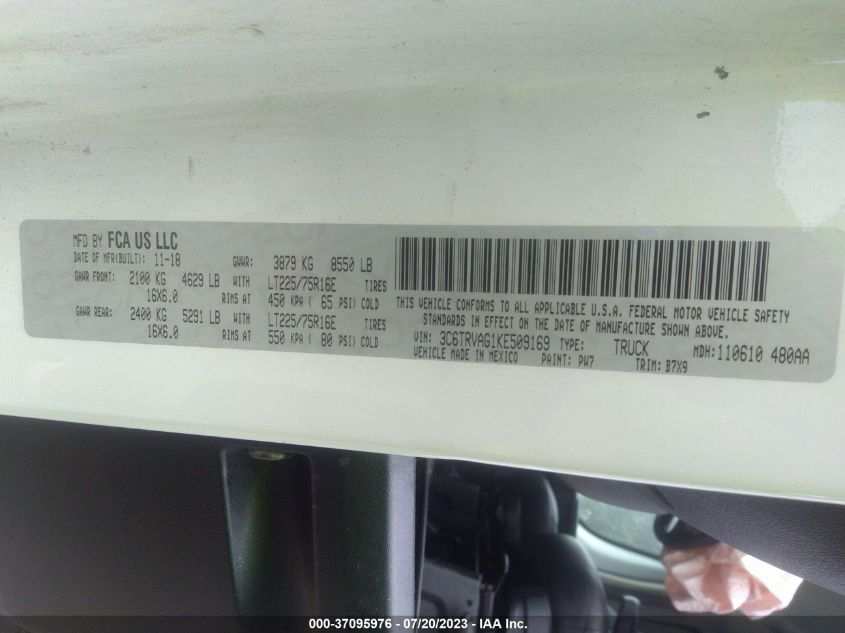 MFD BY FCA US LLC
DATE OF MFR(BUILT): 11-18 GVWR: 3879 KG 8550 LB
GAWR FRONT: 2100 KG 4629 LB WITH LT225/75R16E TIRES
16X6.0 RIMS AT 450 KPA ( 65 PSI) COLD
GAWR REAR: 2400 KG 5291 LB WITH LT225/75R16E TIRES
16X6.0 RIMS AT 550 KPA ( 80 PSI) COLD
THIS VEHICLE CONFORMS TO ALL APPLICABLE U.S.A. FEDERAL MOTOR VEHICLE SAFETY
STANDARDS IN EFFECT ON THE DATE OF MANUFACTURE SHOWN ABOVE.
VIN: 3C6TRVAG1KE509169 TYPE: TRUCK MDH:110610 480AA
VEHICLE MADE IN MEXICO PAINT: PW7 TRIM: B7X9
000-37095976 - 07/20/2023 - IAA Inc.